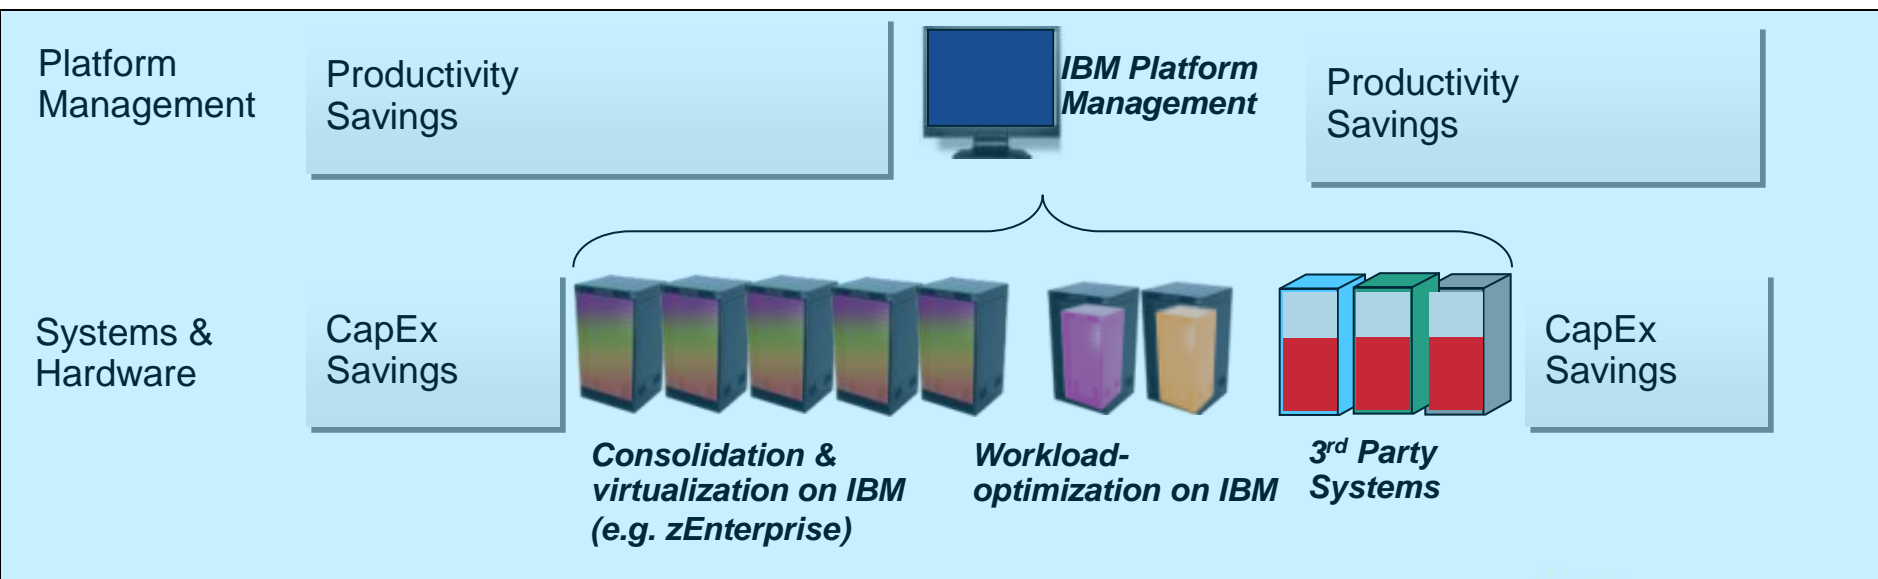 Platform
Management
Productivity
Savings
IBM Platform
Management
Productivity
Savings
Systems &
Hardware
CapEx
Savings
CapEx
Savings
Consolidation &
virtualization on IBM
(e.g. zEnterprise)
Workload-
optimization on IBM
3rd Party
Systems